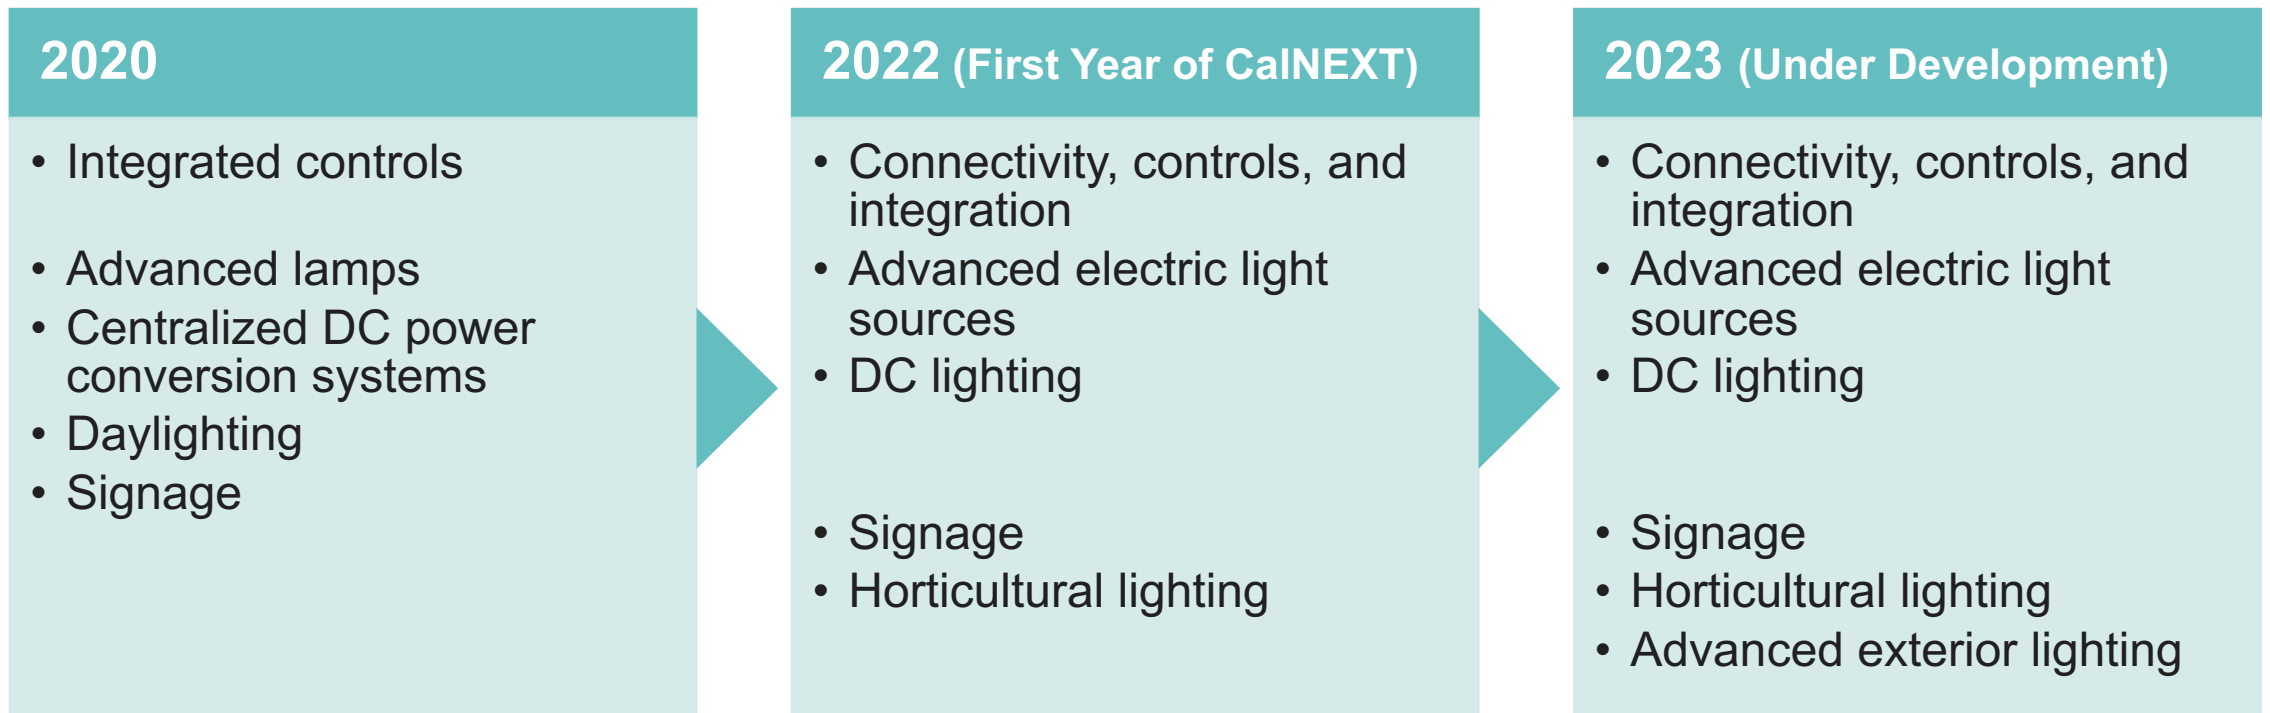 2020
• Integrated controls
• Advanced lamps
• Centralized DC power
conversion systems
• Daylighting
• Signage
2022 (First Year of CalNEXT)
• Connectivity, controls, and
integration
• Advanced electric light
sources
• DC lighting
• Signage
• Horticultural lighting
2023 (Under Development)
• Connectivity, controls, and
integration
• Advanced electric light
sources
• DC lighting
• Signage
• Horticultural lighting
• Advanced exterior lighting